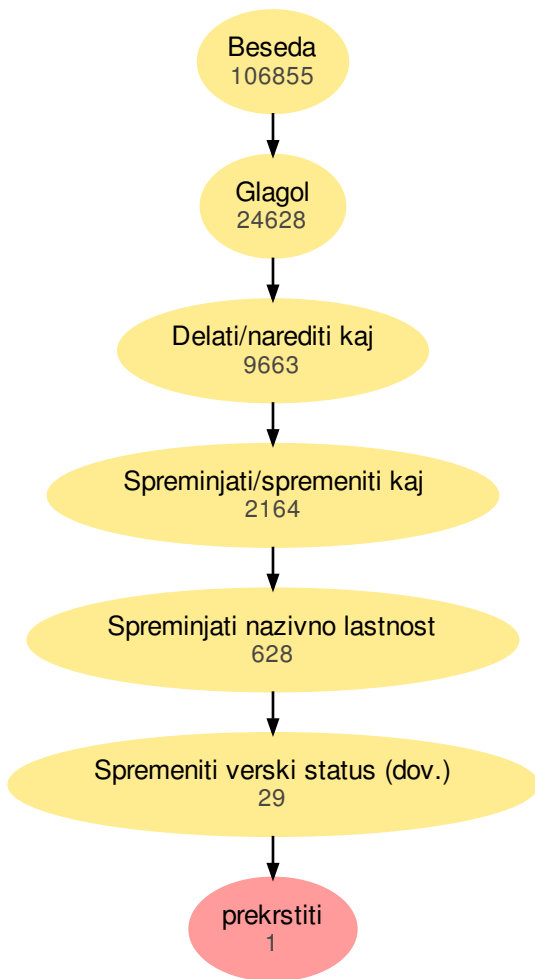 Beseda
106855
Glagol
24628
Delati/narediti kaj
9663
Spreminjati/spremeniti kaj
2164
Spreminjati nazivno lastnost
628
Spremeniti verski status (dov.)
29
prekrstiti
1